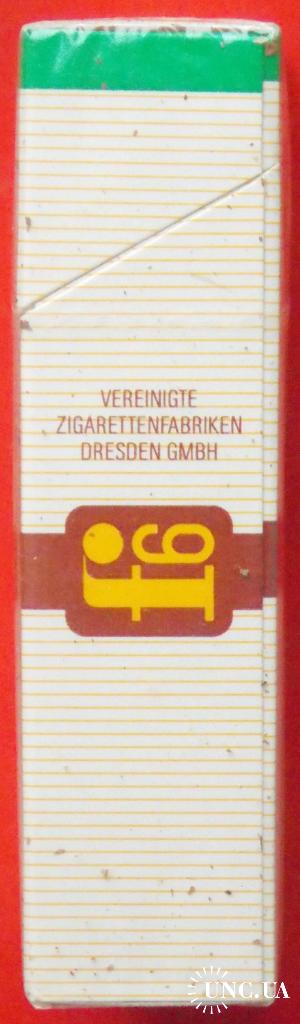 VEREINIGTE
ZIGARETTENFABRIKEN
DRESDEN GMBH
f6
UNC.UA